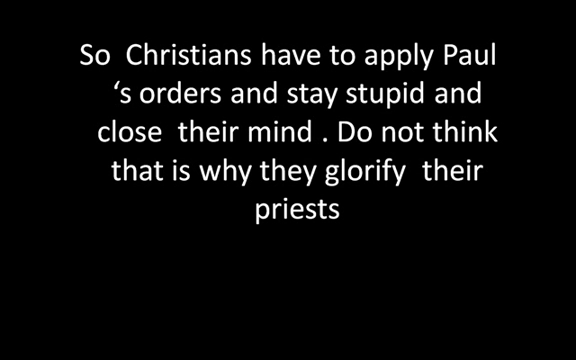 So  Christians have to apply Paul
‘s orders and stay stupid and
close  their mind . Do not think
that is why they glorify  their
priests